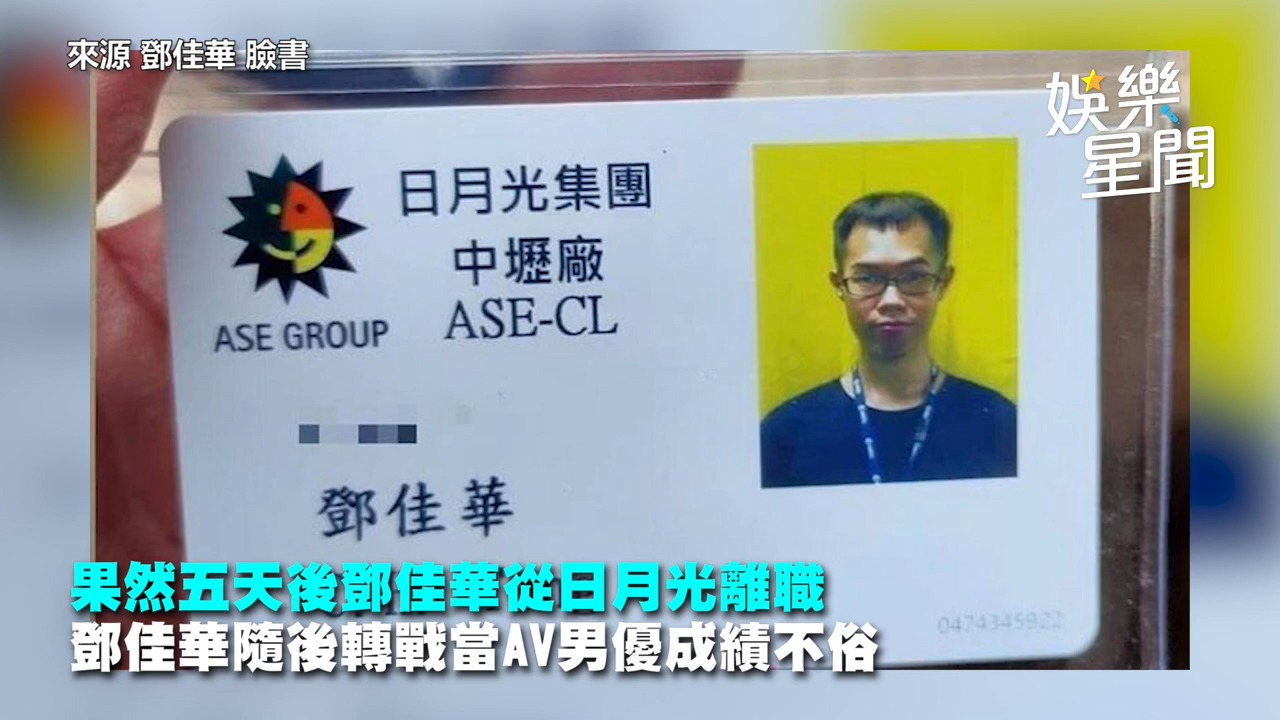 來源 鄧佳華 臉書
娛樂
星聞
日月光集團
中壢廠
ASE-CL
ASE GROUP
鄧佳華
果然五天後鄧佳華從日月光離職
鄧佳華隨後轉戰當AV男優成績不俗
0474345922